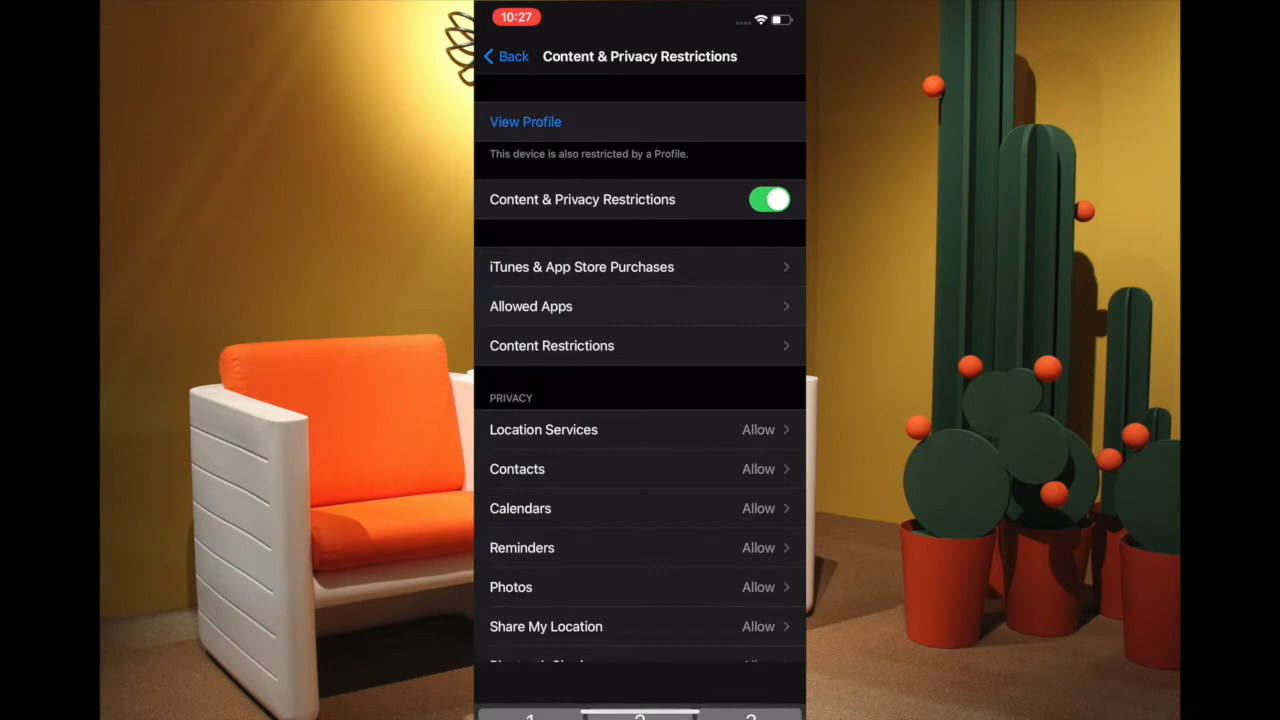 10:27
Back
Content & Privacy Restrictions
View Profile
This device is also restricted by a Profile.
Content & Privacy Restrictions
iTunes & App Store Purchases
Allowed Apps
Content Restrictions
PRIVACY
Location Services Allow
Contacts Allow
Calendars Allow
Reminders Allow
Photos Allow
Share My Location Allow